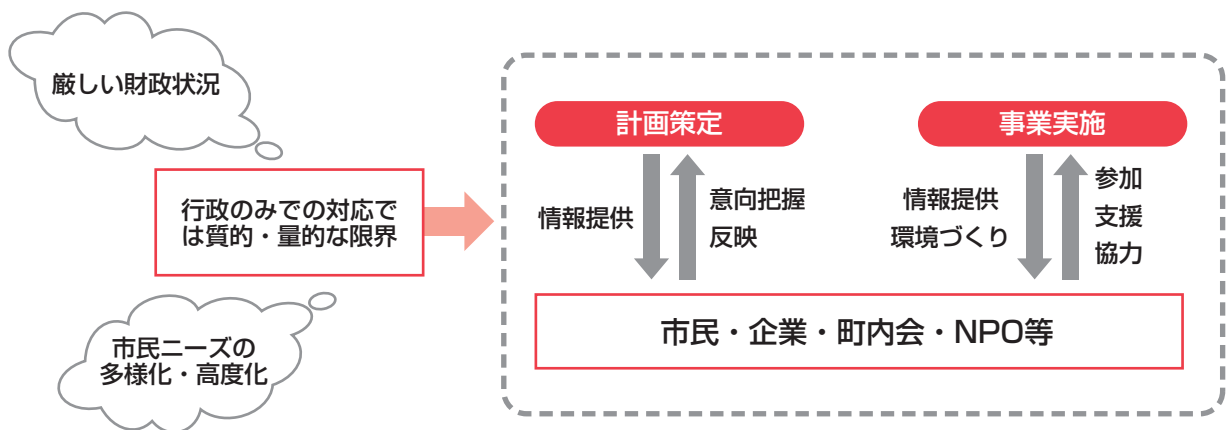 厳しい財政状況
行政のみでの対応で
は質的・量的な限界
市民ニーズの
多様化・高度化
計画策定
情報提供
意向把握
反映
事業実施
情報提供
環境づくり
参加
支援
協力
市民・企業・町内会・NPO等